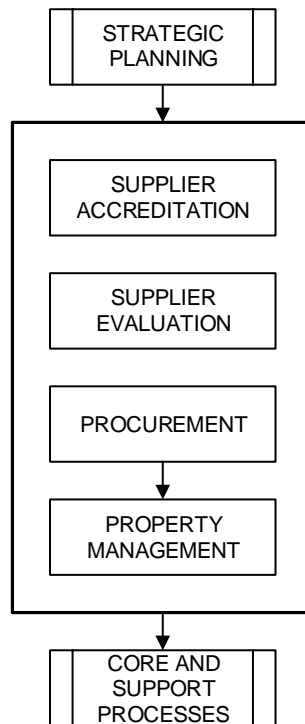 STRATEGIC
PLANNING
SUPPLIER
ACCREDITATION
SUPPLIER
EVALUATION
PROCUREMENT
PROPERTY
MANAGEMENT
CORE AND
SUPPORT
PROCESSES